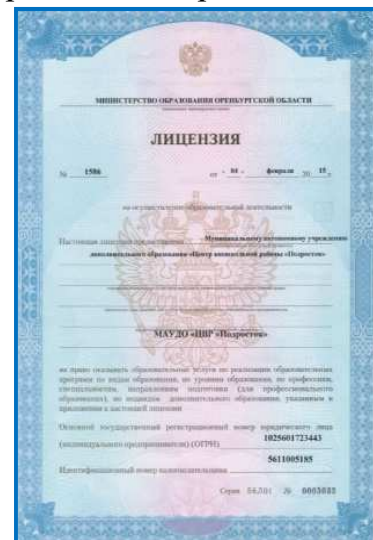 МИНИСТЕРСТВО ОБРАЗОВАНИЯ ОРЕНБУРГСКОЙ ОБЛАСТИ
ЛИЦЕНЗИЯ
№ 1586 от « 04 » февраля 20 15 г.
на осуществление образовательной деятельности
Настоящая лицензия предоставлена Муниципальному автономному учреждению
дополнительного образования «Центр внешкольной работы «Подросток»
МАУДО «ЦВР «Подросток»
на право оказывать образовательные услуги по реализации образовательных
программ по видам образования, по уровням образования, по профессиям,
специальностям, направлениям подготовки (для профессионального
образования), по подвидам дополнительного образования, указанным в
приложении к настоящей лицензии
Основной государственный регистрационный номер юридического лица
(индивидуального предпринимателя) (ОГРН) 1025601723443
Идентификационный номер налогоплательщика 5611005185
Серия №